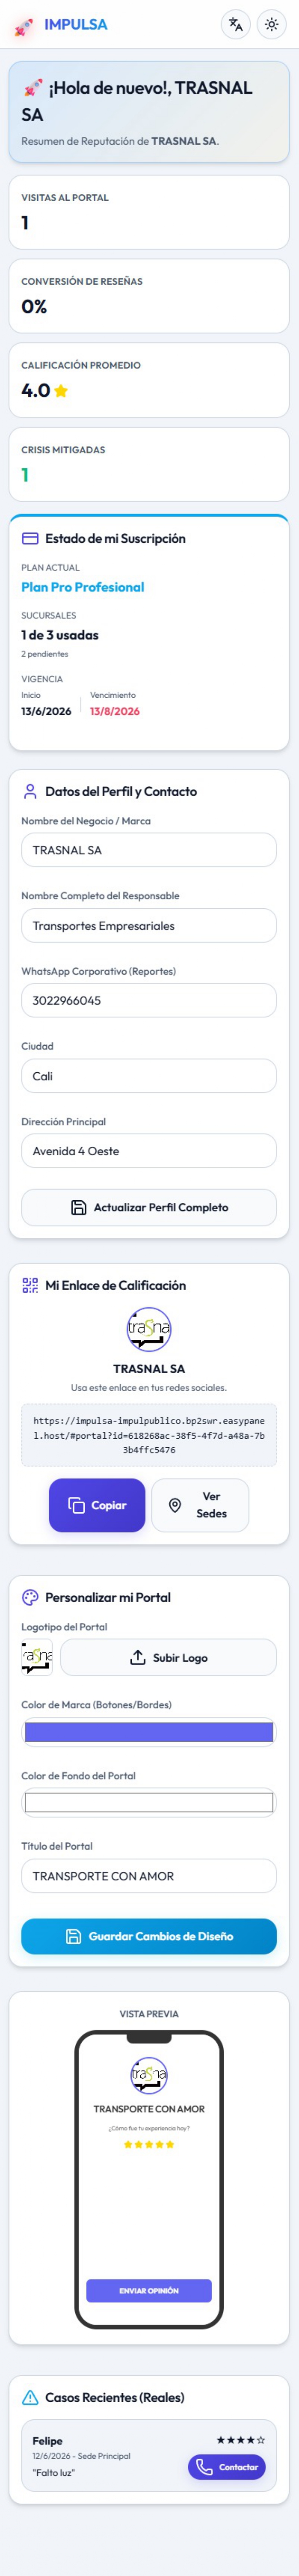 IMPULSA
¡Hola de nuevo!, TRASNAL
SA
Resumen de Reputación de TRASNAL SA.
VISITAS AL PORTAL
1
CONVERSIÓN DE RESEÑAS
0%
CALIFICACIÓN PROMEDIO
4.0
CRISIS MITIGADAS
1
Estado de mi Suscripción
PLAN ACTUAL
Plan Pro Profesional
SUCURSALES
1 de 3 usadas
2 pendientes
VIGENCIA
Inicio Vencimiento
13/6/2026 13/8/2026
Datos del Perfil y Contacto
Nombre del Negocio / Marca
TRASNAL SA
Nombre Completo del Responsable
Transportes Empresariales
WhatsApp Corporativo (Reportes)
3022966045
Ciudad
Cali
Dirección Principal
Avenida 4 Oeste
Actualizar Perfil Completo
Mi Enlace de Calificación
trasna
TRASNAL SA
Usa este enlace en tus redes sociales.
https://impulsa-impulpublico.bp2swr.easypane
l.host/#portal?id=618268ac-38f5-4f7d-a48a-7b
3b4ffc5476
Copiar
Ver
Sedes
Personalizar mi Portal
Logotipo del Portal
trasna
Subir Logo
Color de Marca (Botones/Bordes)
Color de Fondo del Portal
Título del Portal
TRANSPORTE CON AMOR
Guardar Cambios de Diseño
VISTA PREVIA
trasna
TRANSPORTE CON AMOR
¿Cómo fue tu experiencia hoy?
ENVIAR OPINIÓN
Casos Recientes (Reales)
Felipe
12/6/2026 - Sede Principal
"Falto luz"
Contactar